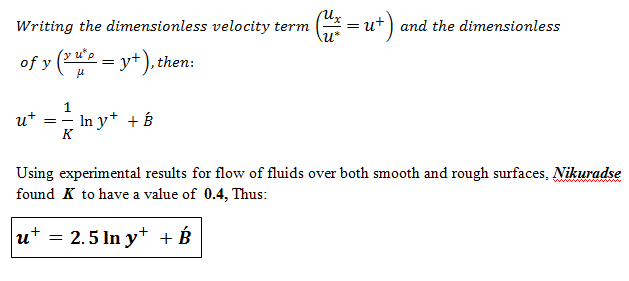 Writing the dimensionless velocity term (uₓ/u* = u⁺) and the dimensionless
of y (y u*ρ/μ = y⁺), then:
u⁺ = 1/K ln y⁺ + B́
Using experimental results for flow of fluids over both smooth and rough surfaces, Nikuradse
found K to have a value of 0.4, Thus:
u⁺ = 2.5 ln y⁺ + B́